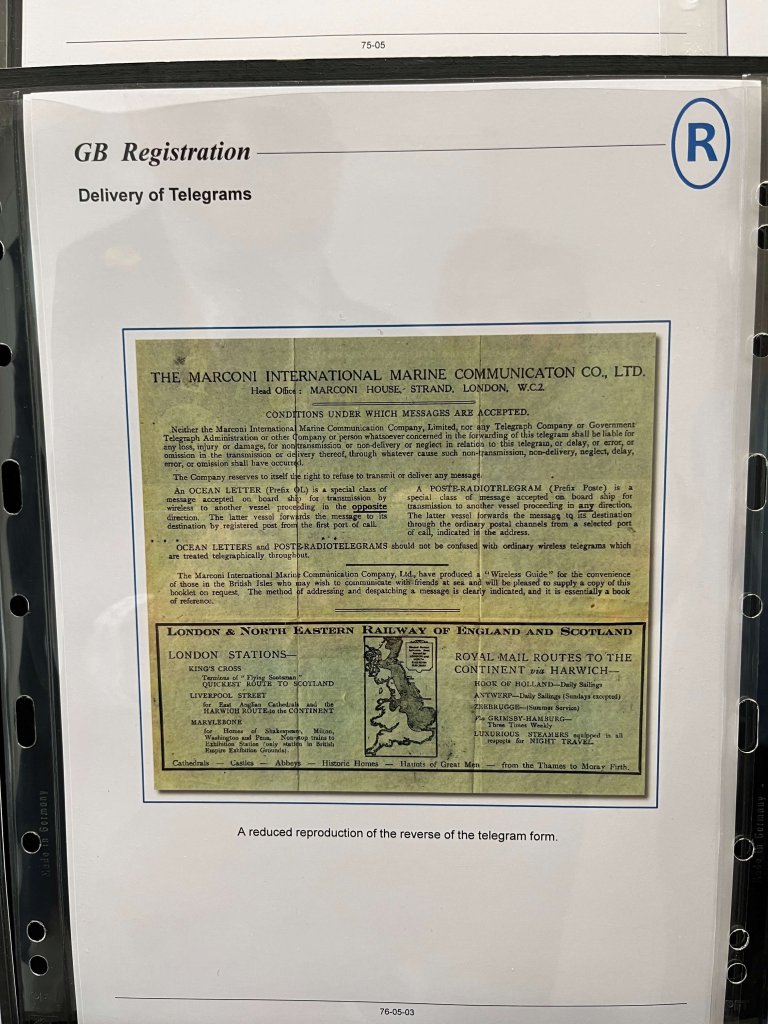 75-05
GB Registration
R
Delivery of Telegrams
THE MARCONI INTERNATIONAL MARINE COMMUNICATON CO., LTD.
Head Office: MARCONI HOUSE, STRAND, LONDON, W.C.2.
CONDITIONS UNDER WHICH MESSAGES ARE ACCEPTED.
Neither the Marconi International Marine Communication Company, Limited, nor any Telegraph Company or Government
Telegraph Administration or other Company or person whatsoever concerned in the forwarding of this telegram shall be liable for
any loss, injury or damage, for non-transmission or non-delivery or neglect in relation to this telegram, or delay, or error, or
omission in the transmission or delivery thereof, through whatever cause such non-transmission, non-delivery, neglect, delay,
error, or omission shall have occurred.
The Company reserves to itself the right to refuse to transmit or deliver any message.
An OCEAN LETTER (Prefix OL) is a special class of
message accepted on board ship for transmission by
wireless to another vessel proceeding in the opposite
direction. The latter vessel forwards the message to its
destination by registered post from the first port of call.
A POSTE-RADIOTELEGRAM (Prefix Poste) is a
special class of message accepted on board ship for
transmission to another vessel proceeding in any direction.
The latter vessel forwards the message to its destination
through the ordinary postal channels from a selected port
of call, indicated in the address.
OCEAN LETTERS and POSTE-RADIOTELEGRAMS should not be confused with ordinary wireless telegrams which
are treated telegraphically throughout.
The Marconi International Marine Communication Company, Ltd., have produced a "Wireless Guide" for the convenience
of those in the British Isles who may wish to communicate with friends at sea and will be pleased to supply a copy of this
booklet on request. The method of addressing and despatching a message is clearly indicated, and it is essentially a book
of reference.
LONDON & NORTH EASTERN RAILWAY OF ENGLAND AND SCOTLAND
LONDON STATIONS—
KING'S CROSS
Terminus of "Flying Scotsman"
QUICKEST ROUTE TO SCOTLAND
LIVERPOOL STREET
for East Anglian Cathedrals and the
HARWICH ROUTE to the CONTINENT
MARYLEBONE
for Homes of Shakespeare, Milton,
Washington and Penn. Non-stop trains to
Exhibition Station (only station in British
Empire Exhibition Grounds).
ROYAL MAIL ROUTES TO THE
CONTINENT via HARWICH—
HOOK OF HOLLAND—Daily Sailings
ANTWERP—Daily Sailings (Sundays excepted)
ZEEBRUGGE—(Summer Service)
Via GRIMSBY-HAMBURG—
Three Times Weekly
LUXURIOUS STEAMERS equipped in all
respects for NIGHT TRAVEL.
Cathedrals — Castles — Abbeys — Historic Homes — Haunts of Great Men — from the Thames to Moray Firth.
A reduced reproduction of the reverse of the telegram form.
Made in Germany
76-05-03